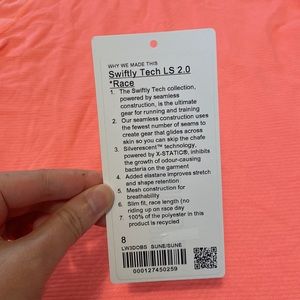 WHY WE MADE THIS
Swiftly Tech LS 2.0
*Race
1. The Swiftly Tech collection,
powered by seamless
construction, is the ultimate
gear for running and training
2. Our seamless construction uses
the fewest number of seams to
create gear that glides across
skin so you can skip the chafe
3. Silverescent™ technology,
powered by X-STATIC®, inhibits
the growth of odour-causing
bacteria on the garment
4. Added elastane improves stretch
and shape retention
5. Mesh construction for
breathability
6. Slim fit, race length (no
riding up on race day
7. 100% of the polyester in this
product is recycled
8
LW3DOBS SUNE/SUNE
000127450259